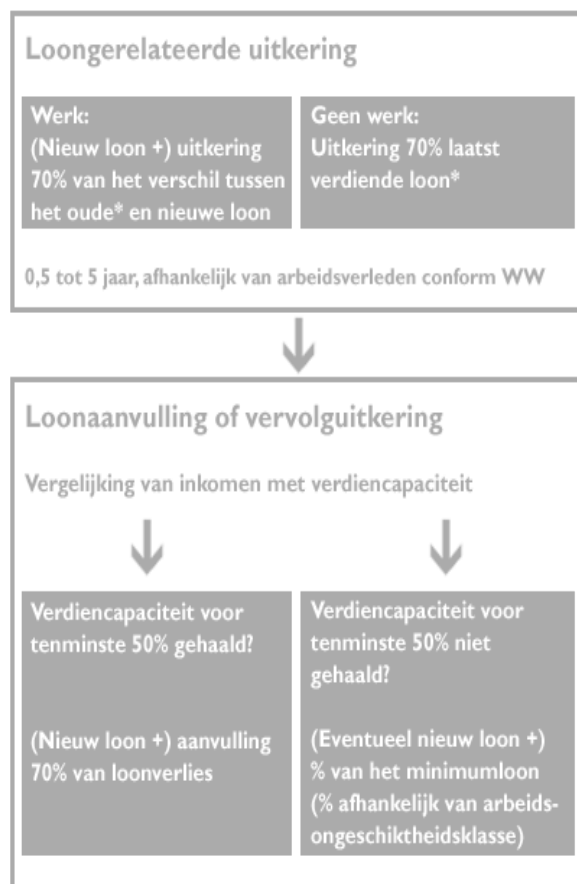 Loongerelateerde uitkering
Werk:
(Nieuw loon +) uitkering
70% van het verschil tussen
het oude* en nieuwe loon
Geen werk:
Uitkering 70% laatst
verdiende loon*
0,5 tot 5 jaar, afhankelijk van arbeidsverleden conform WW
Loonaanvulling of vervolguitkering
Vergelijking van inkomen met verdiencapaciteit
Verdiencapaciteit voor
tenminste 50% gehaald?
(Nieuw loon +) aanvulling
70% van loonverlies
Verdiencapaciteit voor
tenminste 50% niet
gehaald?
(Eventueel nieuw loon +)
% van het minimumloon
(% afhankelijk van arbeids-
ongeschiktheidsklasse)